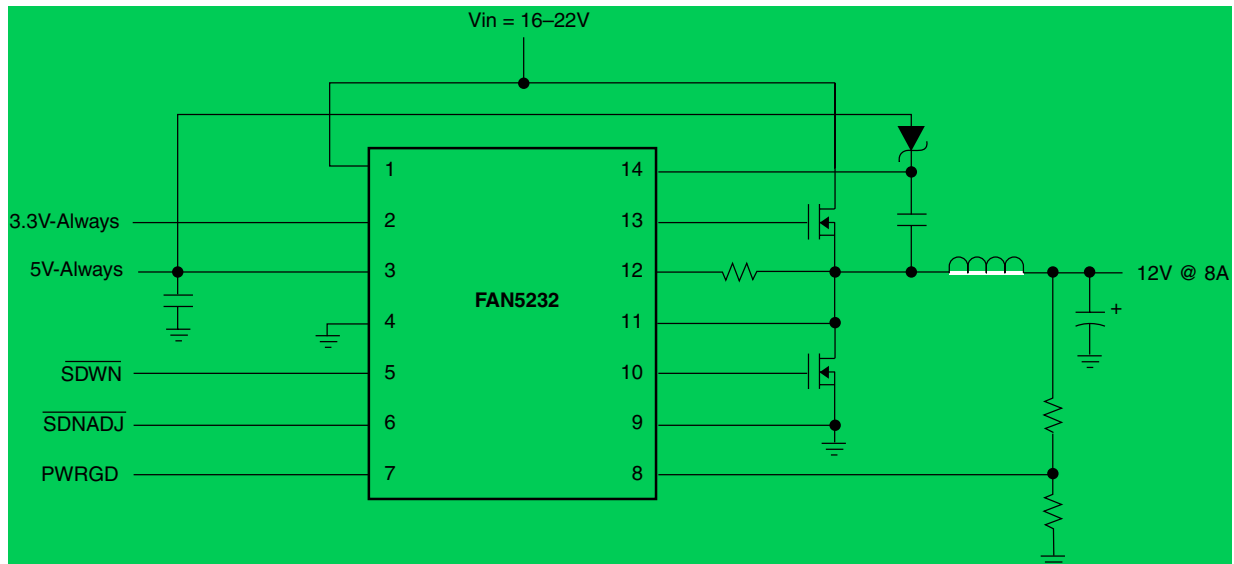 Vin = 16–22V
1
14
3.3V-Always
2
13
5V-Always
3
12
12V @ 8A
FAN5232
+
4
11
SDWN
5
10
SDNADJ
6
9
PWRGD
7
8